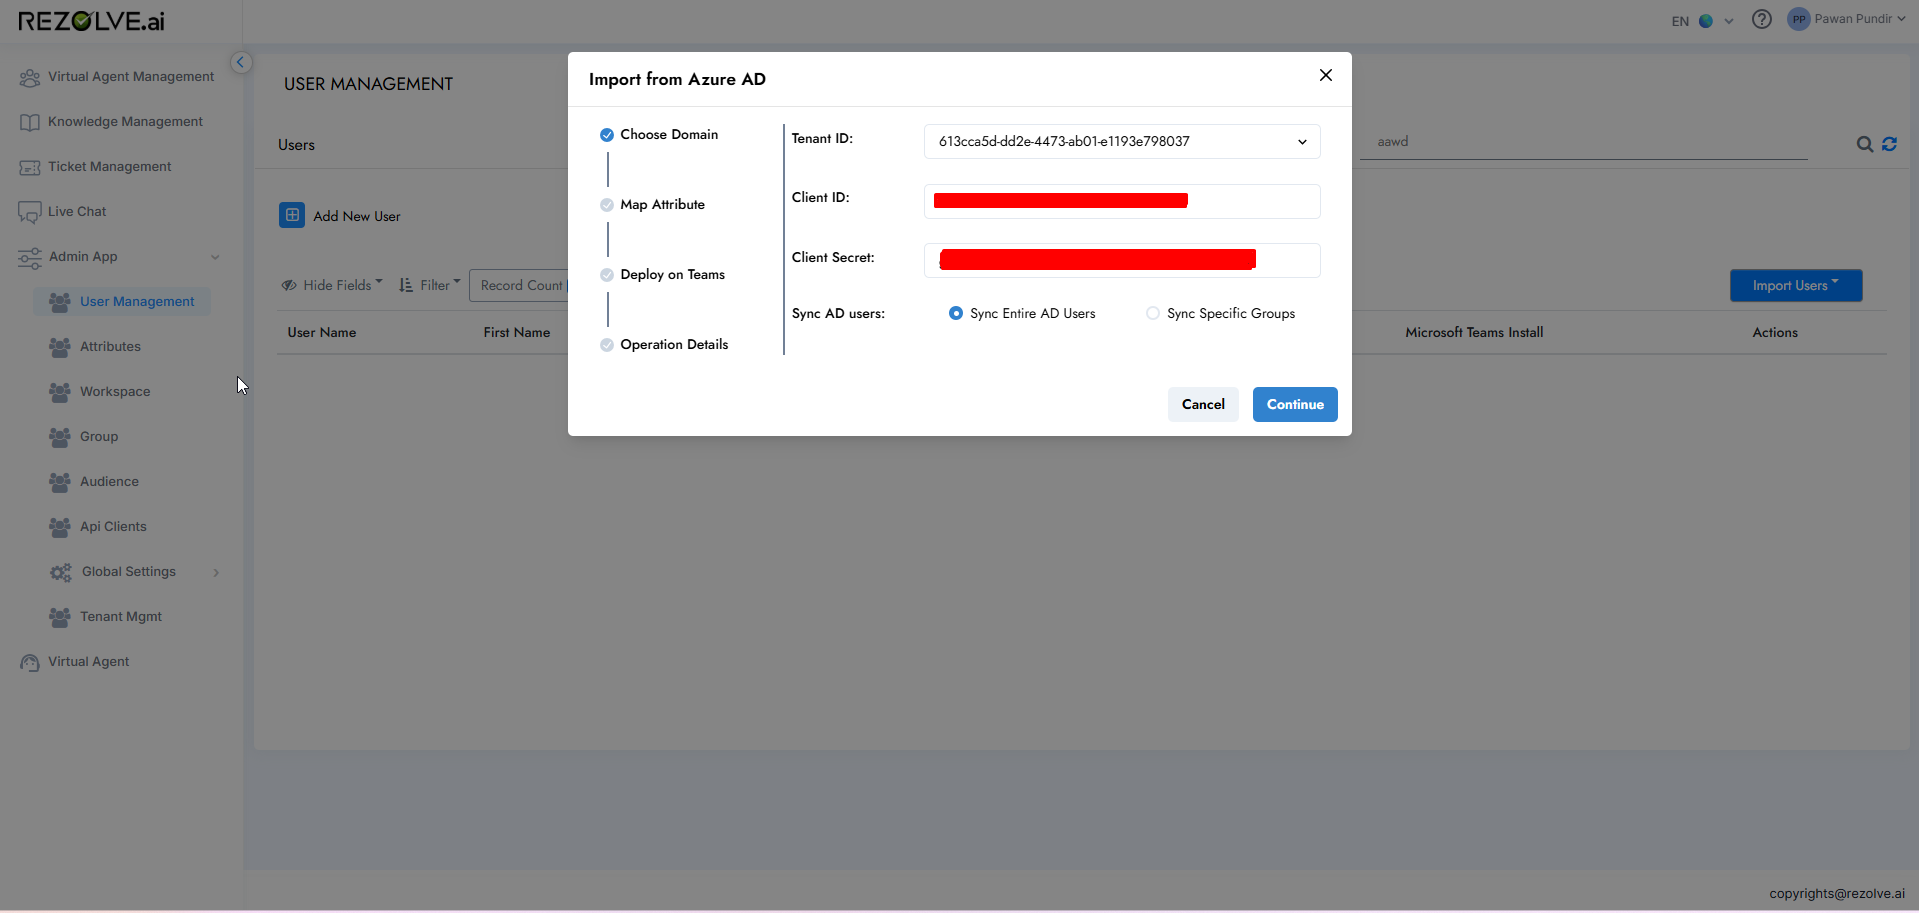 REZOLVE.ai
EN
PP
Pawan Pundir
Virtual Agent Management
Knowledge Management
Ticket Management
Live Chat
Admin App
User Management
Attributes
Workspace
Group
Audience
Api Clients
Global Settings
Tenant Mgmt
Virtual Agent
USER MANAGEMENT
Users
aawd
Add New User
Hide Fields
Filter
Record Count
Import Users
User Name
First Name
Microsoft Teams Install
Actions
Import from Azure AD
Choose Domain
Map Attribute
Deploy on Teams
Operation Details
Tenant ID:
613cca5d-dd2e-4473-ab01-e1193e798037
Client ID:
Client Secret:
Sync AD users:
Sync Entire AD Users
Sync Specific Groups
Cancel
Continue
copyrights@rezolve.ai